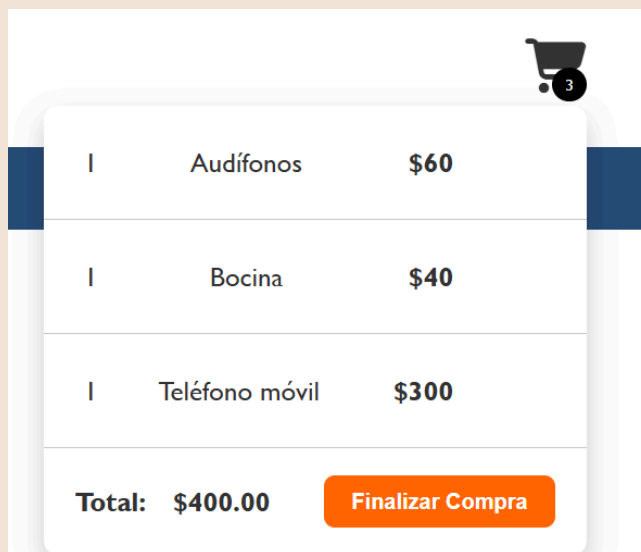 3
1 Audífonos $60
1 Bocina $40
1 Teléfono móvil $300
Total: $400.00 Finalizar Compra